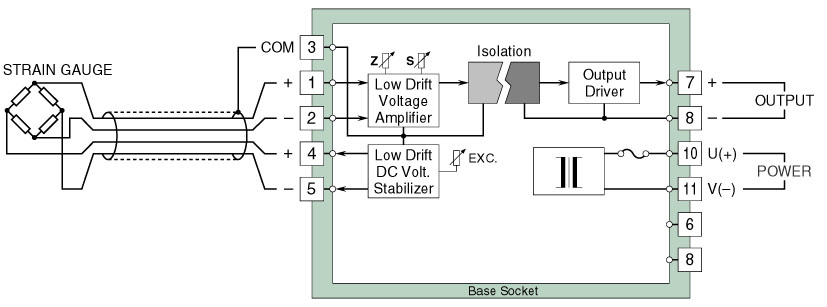 COM 3
Z S
Isolation
STRAIN GAUGE
+ 1
Low Drift
Voltage
Amplifier
Output
Driver
7 +
OUTPUT
− 2
8 −
+ 4
Low Drift
DC Volt.
Stabilizer
EXC.
10 U(+)
POWER
− 5
11 V(−)
6
8
Base Socket